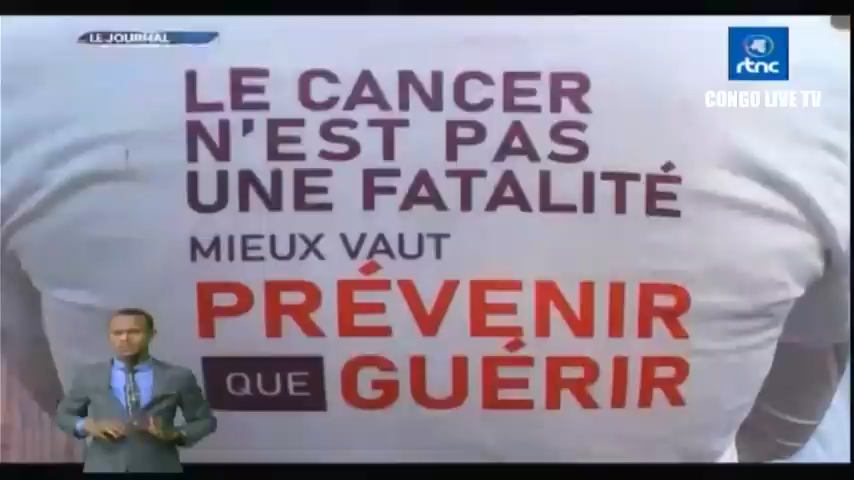 LE JOURNAL
rtnc
CONGO LIVE TV
LE CANCER
N'EST PAS
UNE FATALITÉ
MIEUX VAUT
PRÉVENIR
QUE GUÉRIR